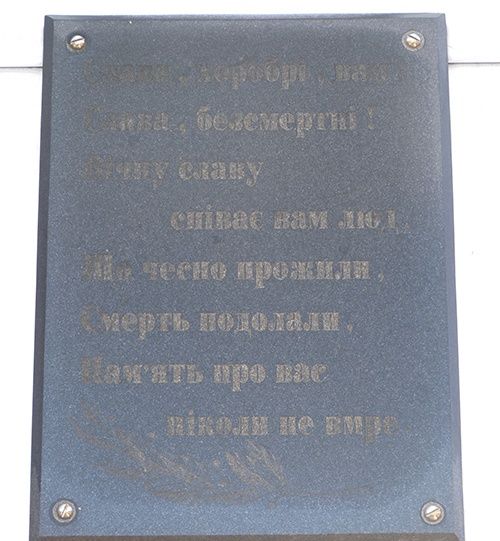 Слава, хоробрі, вам!
Слава, безсмертні!
Вічну славу
співає вам люд,
Що чесно прожили,
Смерть подолали,
Пам'ять про вас
ніколи не вмре.